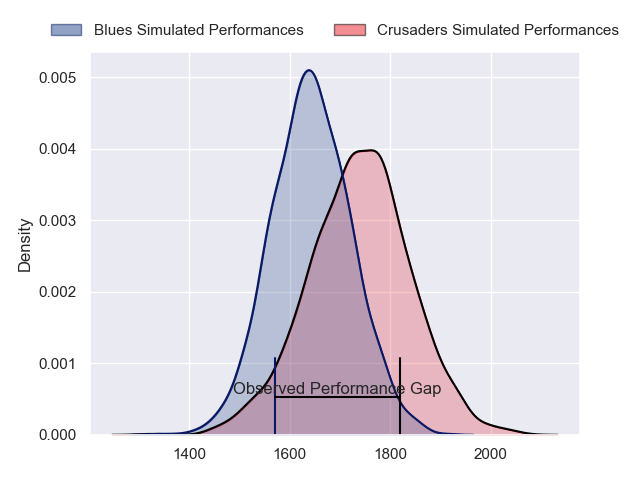 Blues Simulated Performances
Crusaders Simulated Performances
0.005
0.004
0.003
0.002
0.001
0.000
Density
Observed Performance Gap
1400 1600 1800 2000